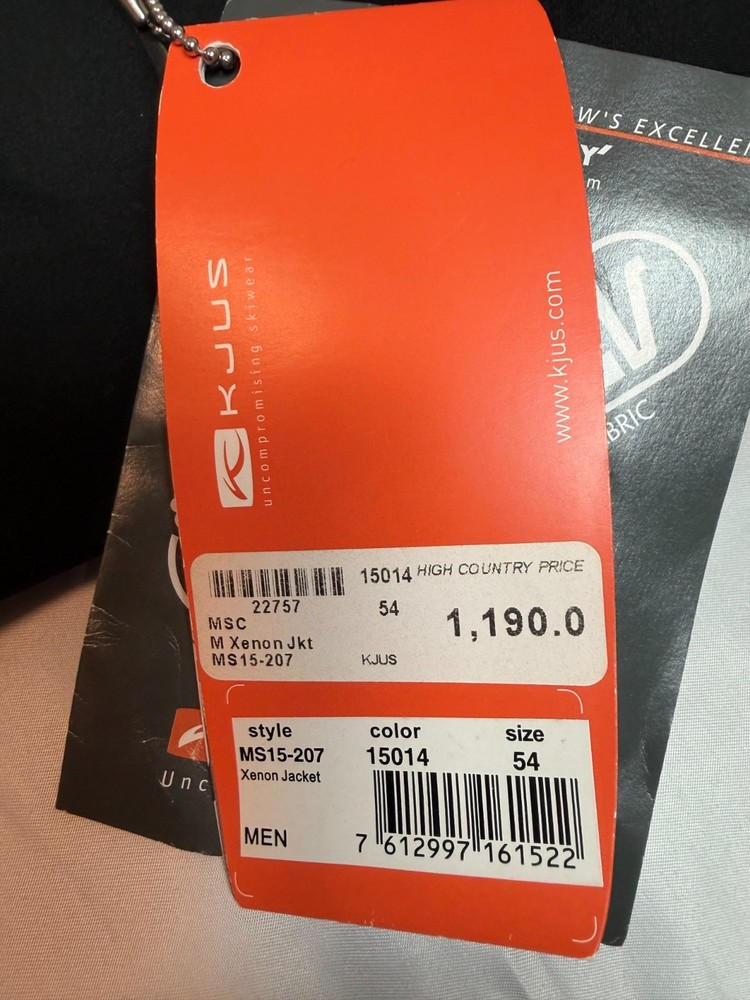 KJUS
uncompromising skiwear
www.kjus.com
W'S EXCELLE
Y'
m
BRIC
15014 HIGH COUNTRY PRICE
22757 54
1,190.0
MSC
M Xenon Jkt
MS15-207 KJUS
style color size
MS15-207 15014 54
Xenon Jacket
MEN
7 612997 161522
Unc